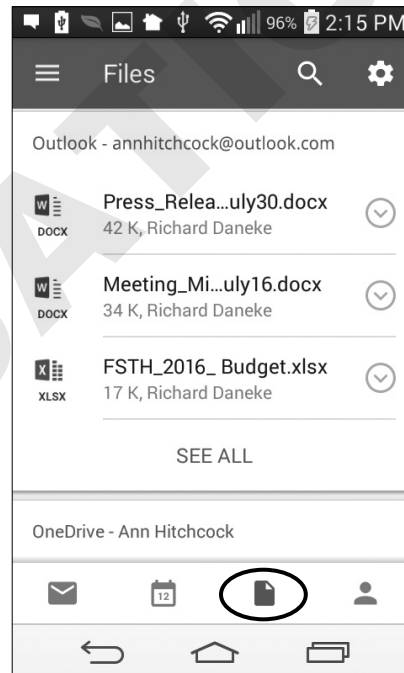 96% 2:15 PM
Files
Outlook - annhitchcock@outlook.com
W
DOCX
Press_Relea...uly30.docx
42 K, Richard Daneke
W
DOCX
Meeting_Mi...uly16.docx
34 K, Richard Daneke
X
XLSX
FSTH_2016_ Budget.xlsx
17 K, Richard Daneke
SEE ALL
OneDrive - Ann Hitchcock
12